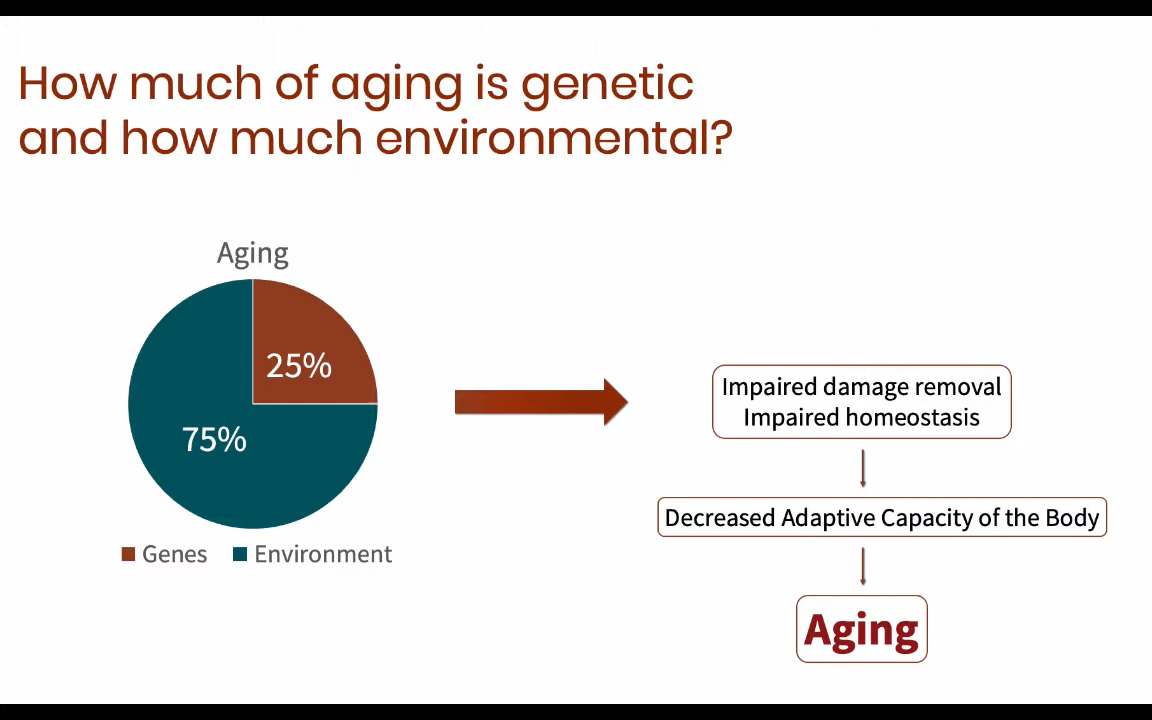 How much of aging is genetic
and how much environmental?
Aging
25%
75%
Genes
Environment
Impaired damage removal
Impaired homeostasis
Decreased Adaptive Capacity of the Body
Aging